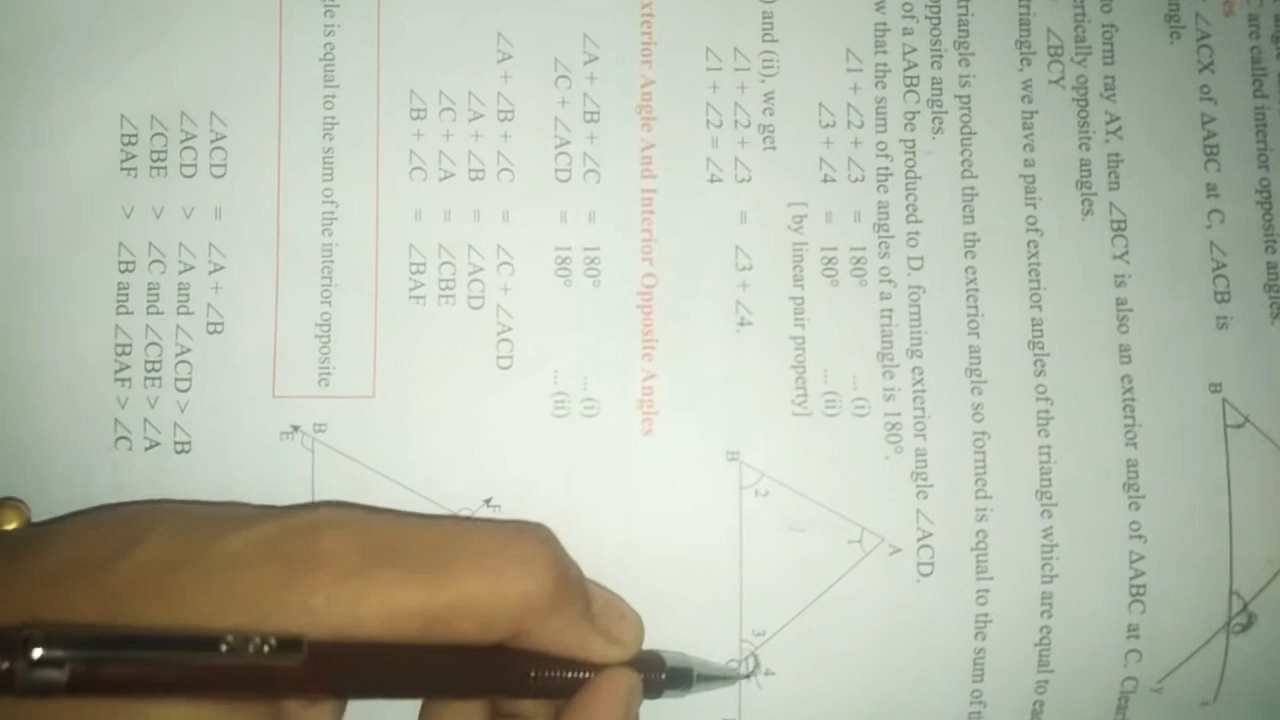 are called interior opposite angles.
∠ACX of ΔABC at C, ∠ACB is
to form ray AY, then ∠BCY is also an exterior angle of ΔABC at C.
opposite angles.
∠BCY
triangle, we have a pair of exterior angles of the triangle which are equal to
triangle is produced then the exterior angle so formed is equal to the sum of
opposite angles.
of a ΔABC be produced to D, forming exterior angle ∠ACD.
that the sum of the angles of a triangle is 180°.
∠1 + ∠2 + ∠3 = 180° ... (i)
∠3 + ∠4 = 180° ... (ii)
[ by linear pair property]
) and (ii), we get
∠1 + ∠2 + ∠3 = ∠3 + ∠4.
∠1 + ∠2 = ∠4
A
1
B
2
3
4
Exterior Angle And Interior Opposite Angles
∠A + ∠B + ∠C = 180° ... (i)
∠C + ∠ACD = 180° ... (ii)
∠A + ∠B + ∠C = ∠C + ∠ACD
∠A + ∠B = ∠ACD
∠C + ∠A = ∠CBE
∠B + ∠C = ∠BAF
is equal to the sum of the interior opposite
F
B
E
∠ACD = ∠A + ∠B
∠ACD > ∠A and ∠ACD > ∠B
∠CBE > ∠C and ∠CBE > ∠A
∠BAF > ∠B and ∠BAF > ∠C
B
y